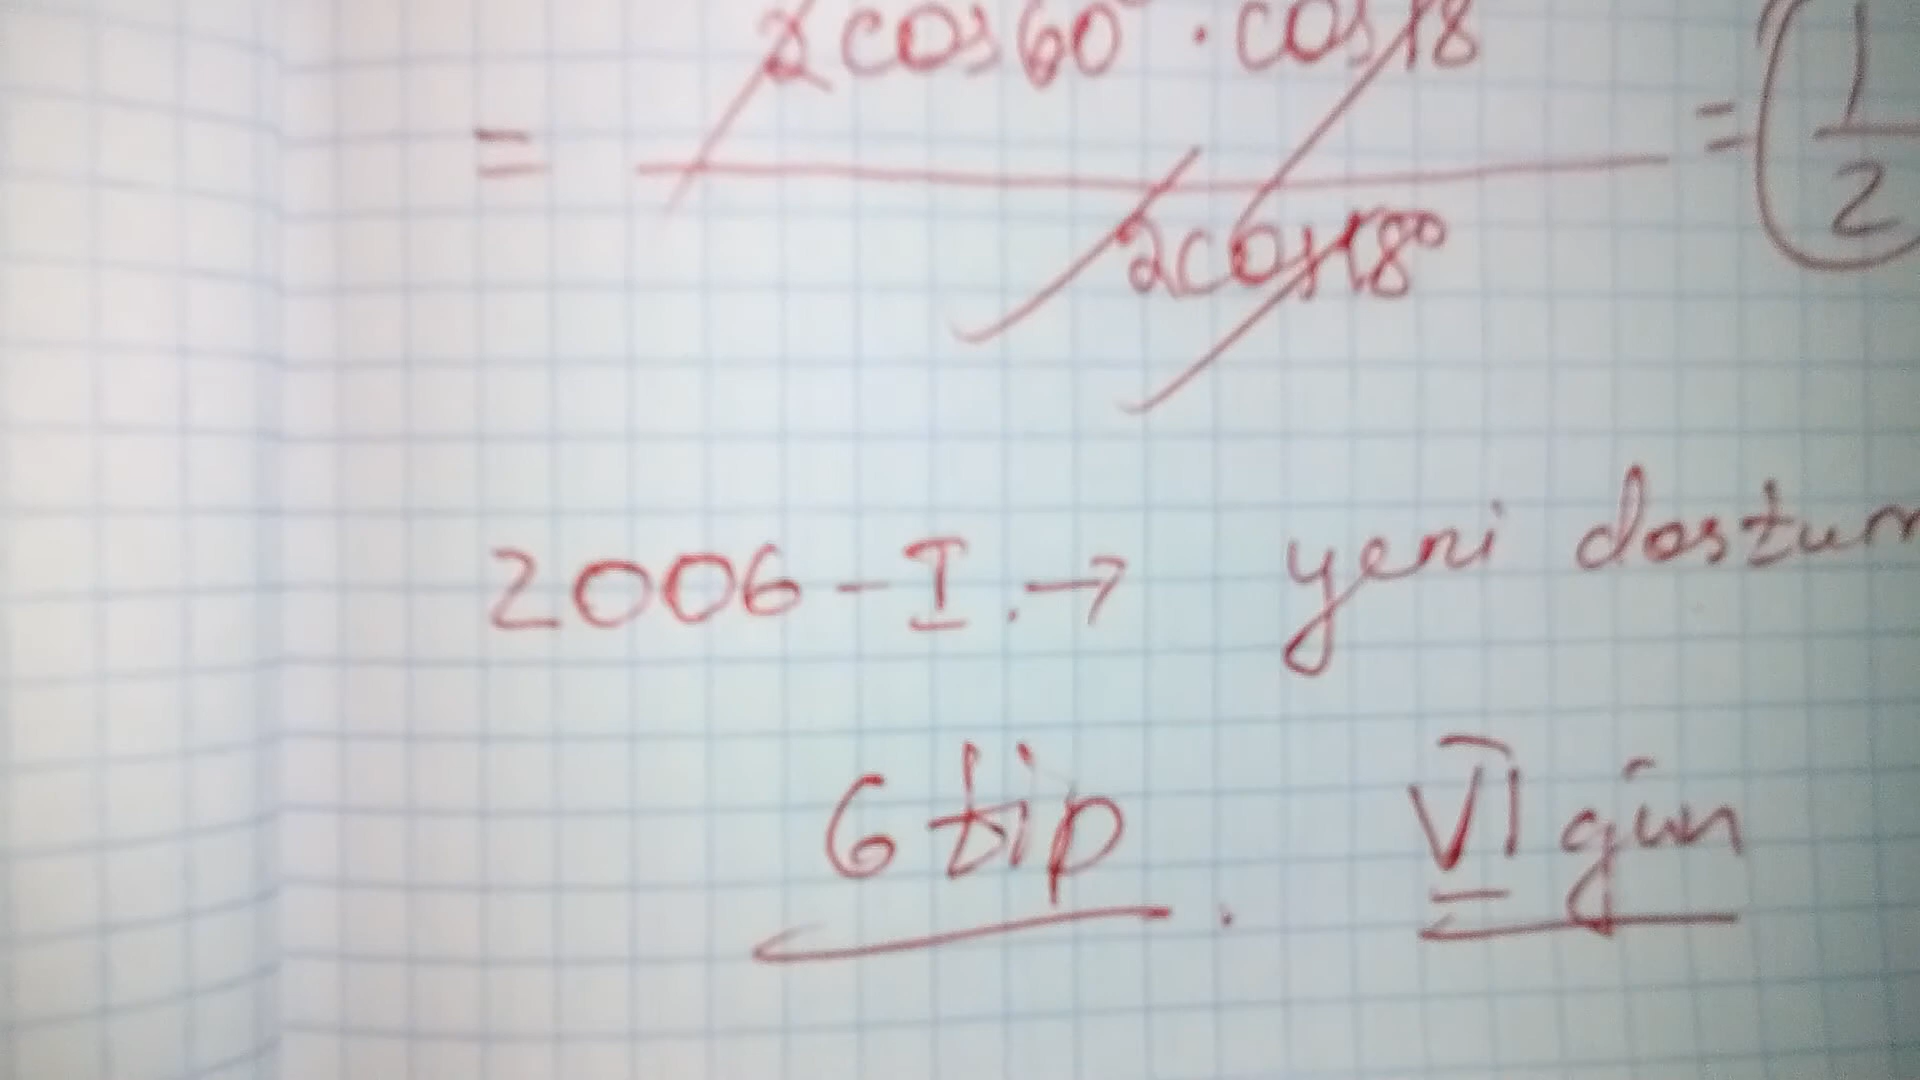 = 2cos60° · cos18 / 2cos18° = 1/2
2006 - I. → yeni dostum
6 tip. VI gün